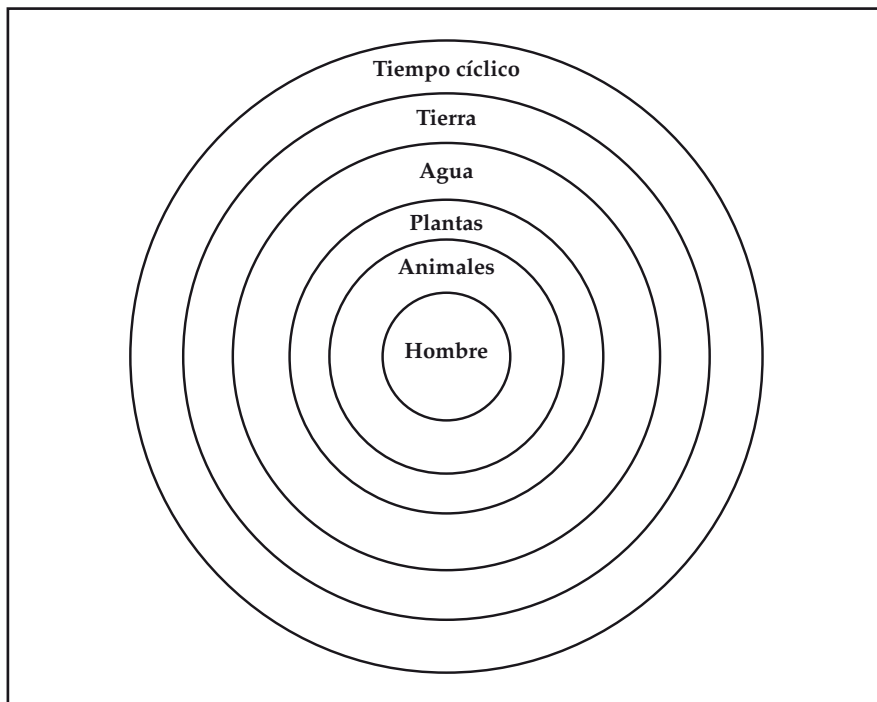 Tiempo cíclico
Tierra
Agua
Plantas
Animales
Hombre